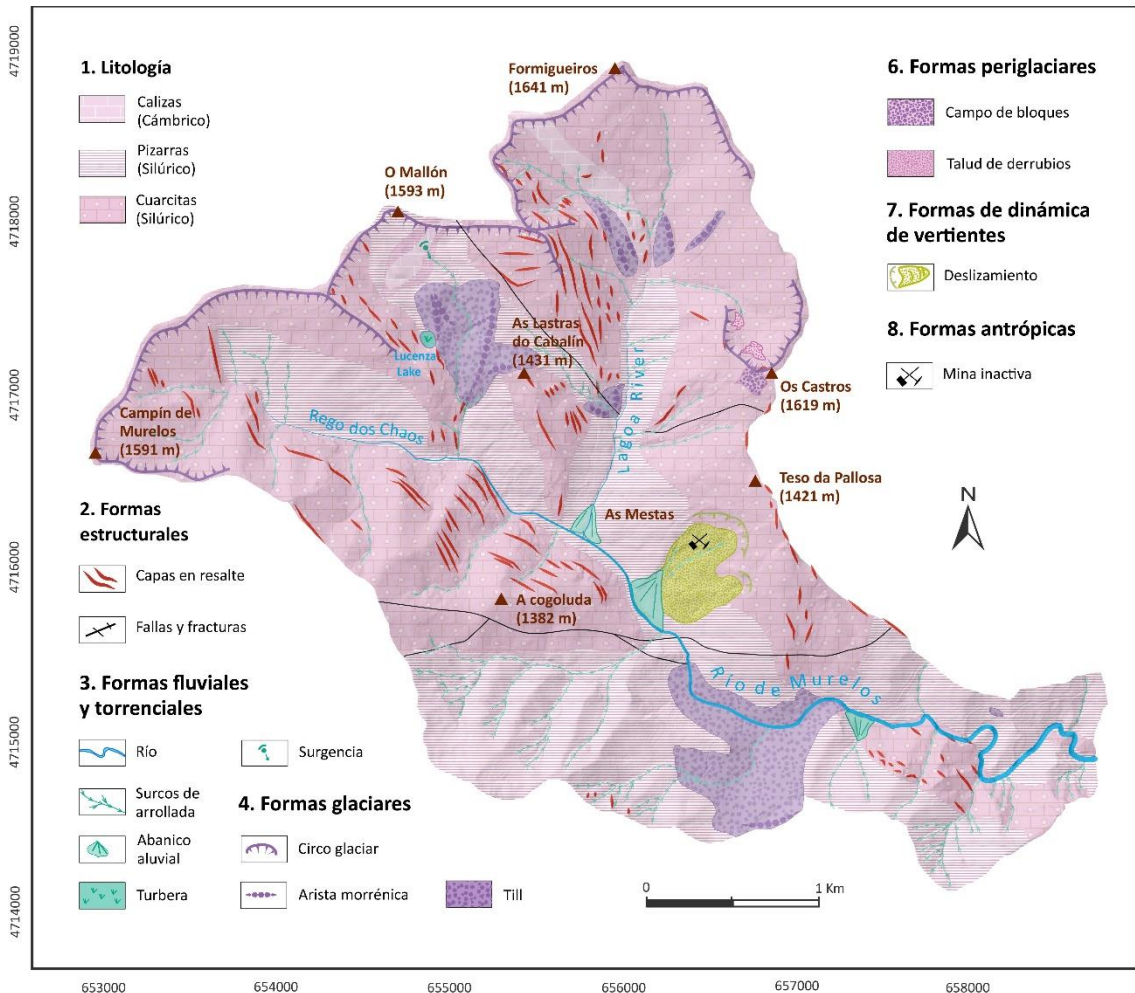 4719000
4718000
4717000
4716000
4715000
4714000
1. Litología
Calizas
(Cámbrico)
Pizarras
(Silúrico)
Cuarcitas
(Silúrico)
2. Formas
estructurales
Capas en resalte
Fallas y fracturas
3. Formas fluviales
y torrenciales
Río
Surcos de
arrollada
Abanico
aluvial
Turbera
Surgencia
4. Formas glaciares
Circo glaciar
Arista morrénica
Till
6. Formas periglaciares
Campo de bloques
Talud de derrubios
7. Formas de dinámica
de vertientes
Deslizamiento
8. Formas antrópicas
Mina inactiva
Formigueiros
(1641 m)
O Mallón
(1593 m)
As Lastras
do Cabalín
(1431 m)
Lucenza
Lake
Lagoa River
Os Castros
(1619 m)
Campín de
Murelos
(1591 m)
Rego dos Chaos
Teso da Pallosa
(1421 m)
As Mestas
A cogoluda
(1382 m)
Río de Murelos
N
0
1 Km
653000
654000
655000
656000
657000
658000